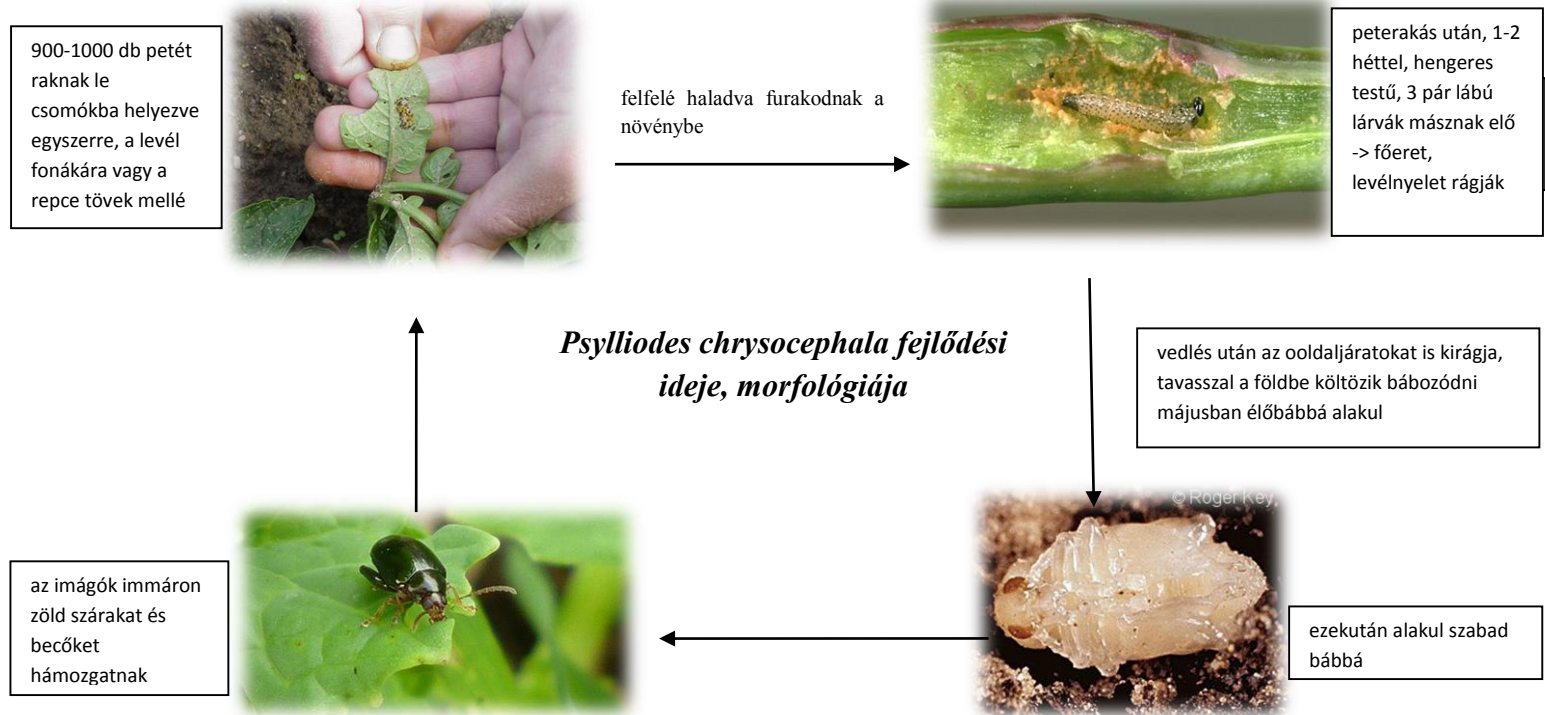 900-1000 db petét
raknak le
csomókba helyezve
egyszerre, a levél
fonákára vagy a
repce tövek mellé
felfelé haladva furakodnak a
növénybe
peterakás után, 1-2
héttel, hengeres
testű, 3 pár lábú
lárvák másznak elő
-> főeret,
levélnyelet rágják
Psylliodes chrysocephala fejlődési
ideje, morfológiája
vedlés után az ooldaljáratokat is kirágja,
tavasszal a földbe költözik bábozódni
májusban élőbábbá alakul
© Roger Key
az imágók immáron
zöld szárakat és
becőket
hámozgatnak
ezekután alakul szabad
bábbá